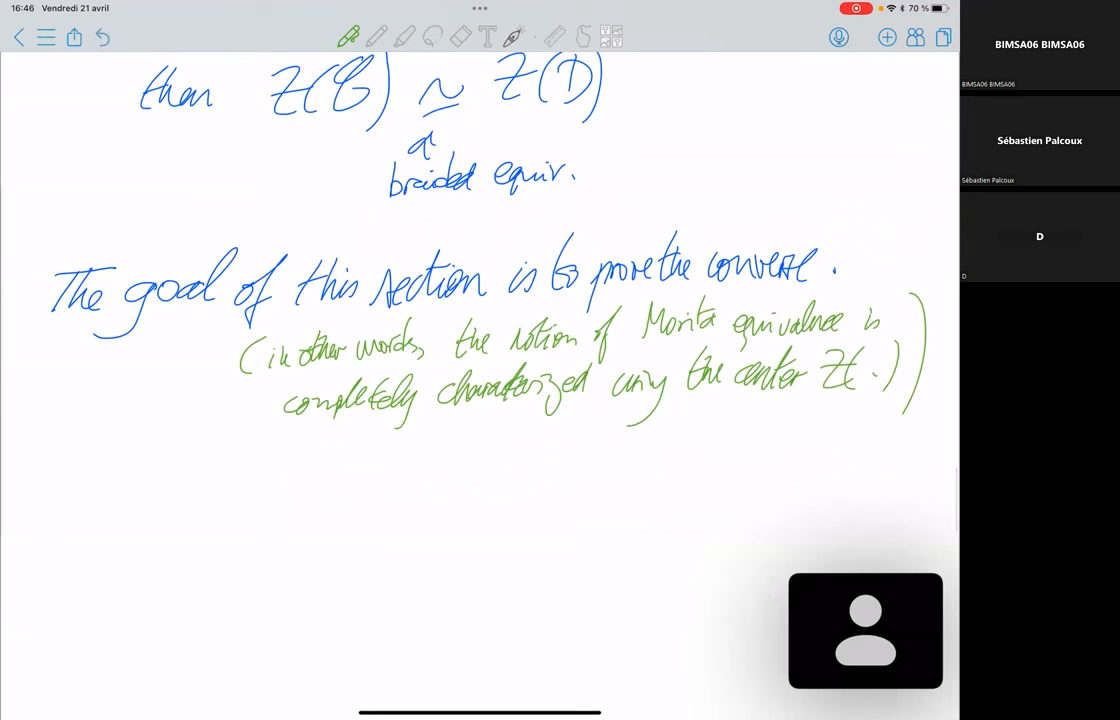 16:46 Vendredi 21 avril
70 %
than Z(C) ≃ Z(D)
a
braided equiv.
The goal of this section is to prove the converse.
(in other words, the notion of Morita equivalence is
completely characterized using the center Z(.))
BIMSA06 BIMSA06
BIMSA06 BIMSA06
Sébastien Palcoux
Sébastien Palcoux
D
D